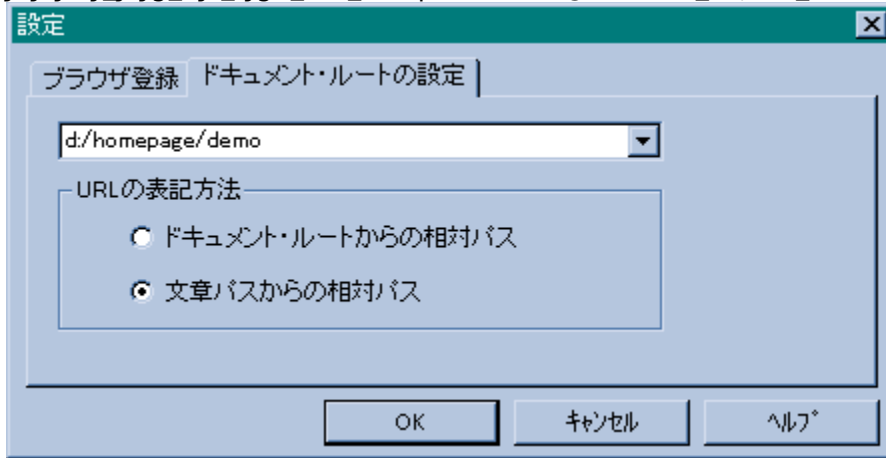 設定
ブラウザ登録 ドキュメント・ルートの設定
d:/homepage/demo
URLの表記方法
ドキュメント・ルートからの相対パス
文章パスからの相対パス
OK キャンセル ヘルプ